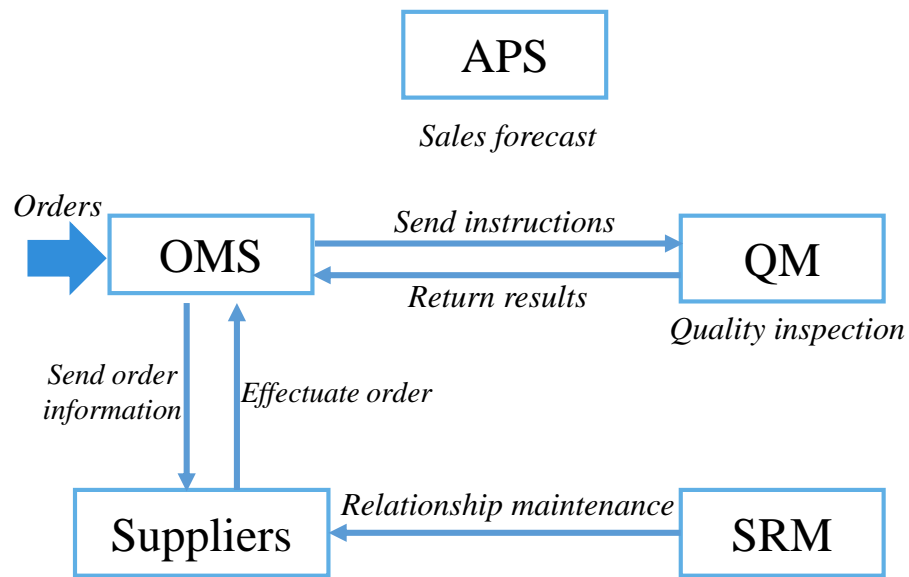 APS
Sales forecast
Orders
OMS
Send instructions
Return results
QM
Quality inspection
Send order
information
Effectuate order
Suppliers
Relationship maintenance
SRM